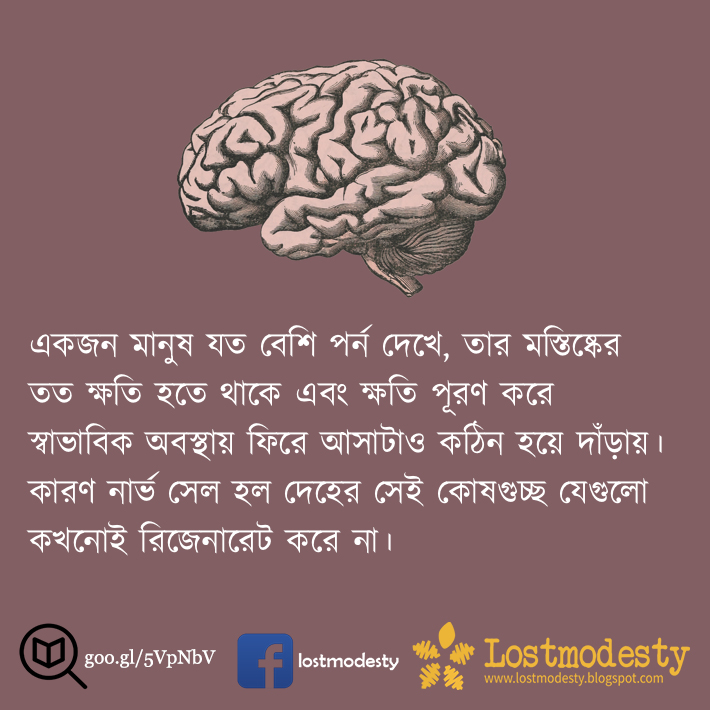 একজন মানুষ যত বেশি পর্ন দেখে, তার মস্তিষ্কের
তত ক্ষতি হতে থাকে এবং ক্ষতি পূরণ করে
স্বাভাবিক অবস্থায় ফিরে আসাটাও কঠিন হয়ে দাঁড়ায়।
কারণ নার্ভ সেল হল দেহের সেই কোষগুচ্ছ যেগুলো
কখনোই রিজেনারেট করে না।
goo.gl/5VpNbV
lostmodesty
Lostmodesty
www.lostmodesty.blogspot.com